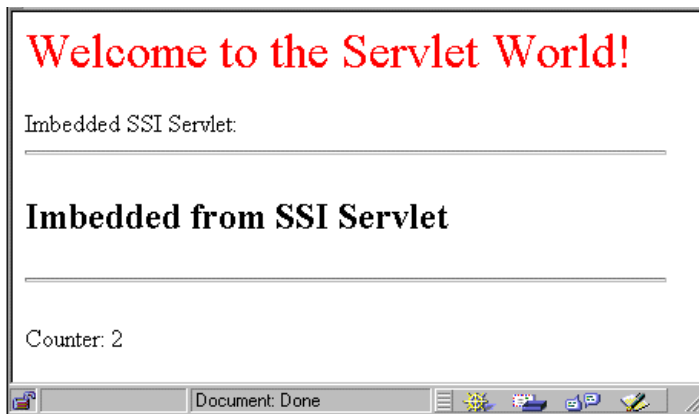 Welcome to the Servlet World!
Imbedded SSI Servlet:
Imbedded from SSI Servlet
Counter: 2
Document: Done